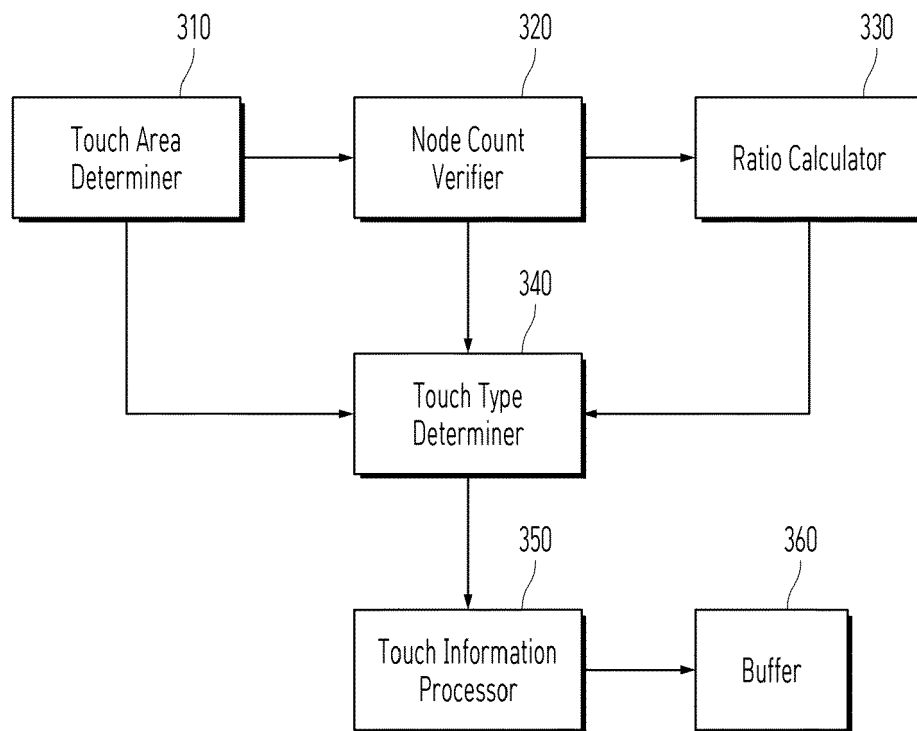 310
320
330
Touch Area
Determiner
Node Count
Verifier
Ratio Calculator
340
Touch Type
Determiner
350
360
Touch Information
Processor
Buffer